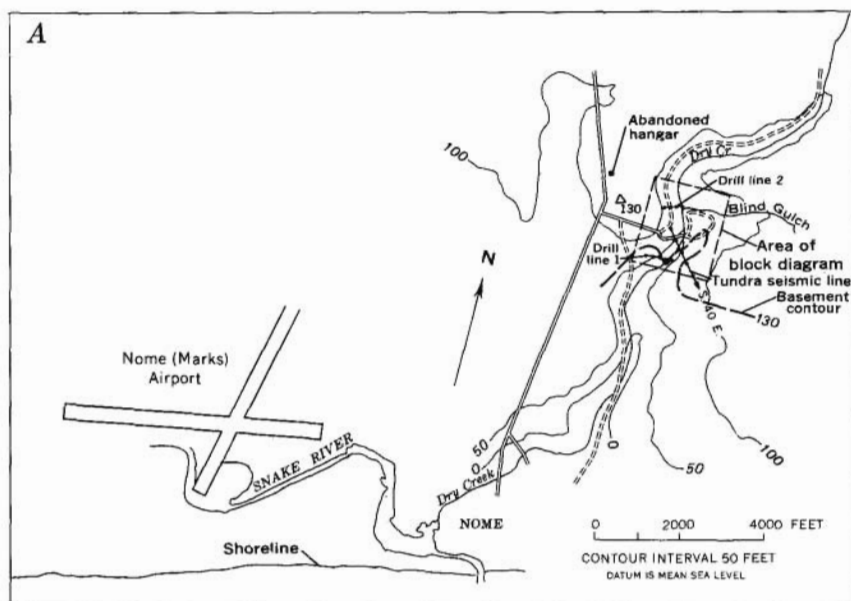 A
Abandoned
hangar
100
Dry Cr
Drill line 2
130
Blind Gulch
N
Drill
line 1
Area of
block diagram
Tundra seismic line
Basement
contour
S 40 E.
130
Nome (Marks)
Airport
50
0
0
50
100
SNAKE RIVER
Dry Creek
NOME
0 2000 4000 FEET
Shoreline
CONTOUR INTERVAL 50 FEET
DATUM IS MEAN SEA LEVEL